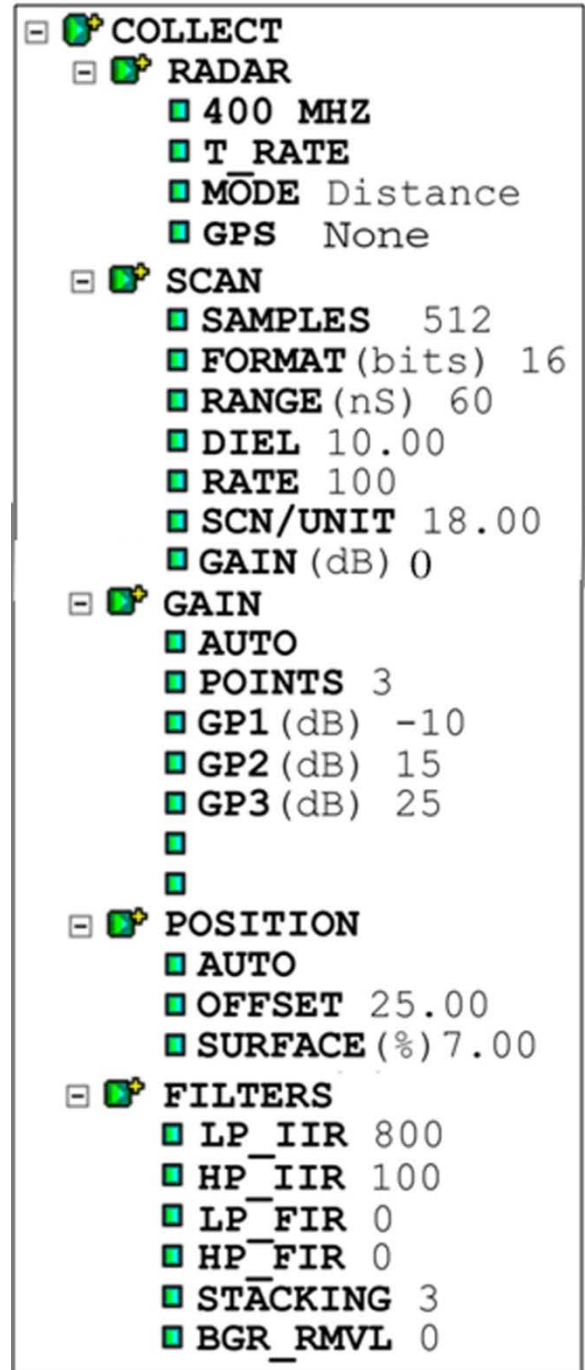 COLLECT
RADAR
400 MHZ
T_RATE
MODE Distance
GPS None
SCAN
SAMPLES 512
FORMAT(bits) 16
RANGE(nS) 60
DIEL 10.00
RATE 100
SCN/UNIT 18.00
GAIN(dB) 0
GAIN
AUTO
POINTS 3
GP1(dB) -10
GP2(dB) 15
GP3(dB) 25
POSITION
AUTO
OFFSET 25.00
SURFACE(%)7.00
FILTERS
LP_IIR 800
HP_IIR 100
LP_FIR 0
HP_FIR 0
STACKING 3
BGR_RMVL 0